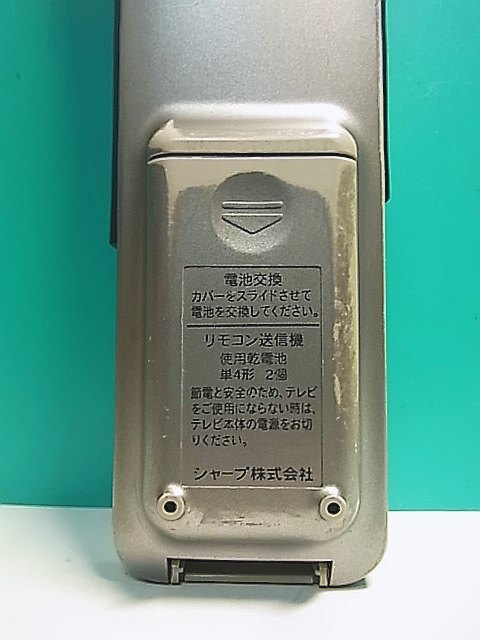 電池交換
カバーをスライドさせて
電池を交換してください。
リモコン送信機
使用乾電池
単4形 2個
節電と安全のため、テレビ
をご使用にならない時は、
テレビ本体の電源をお切
りください。
シャープ株式会社